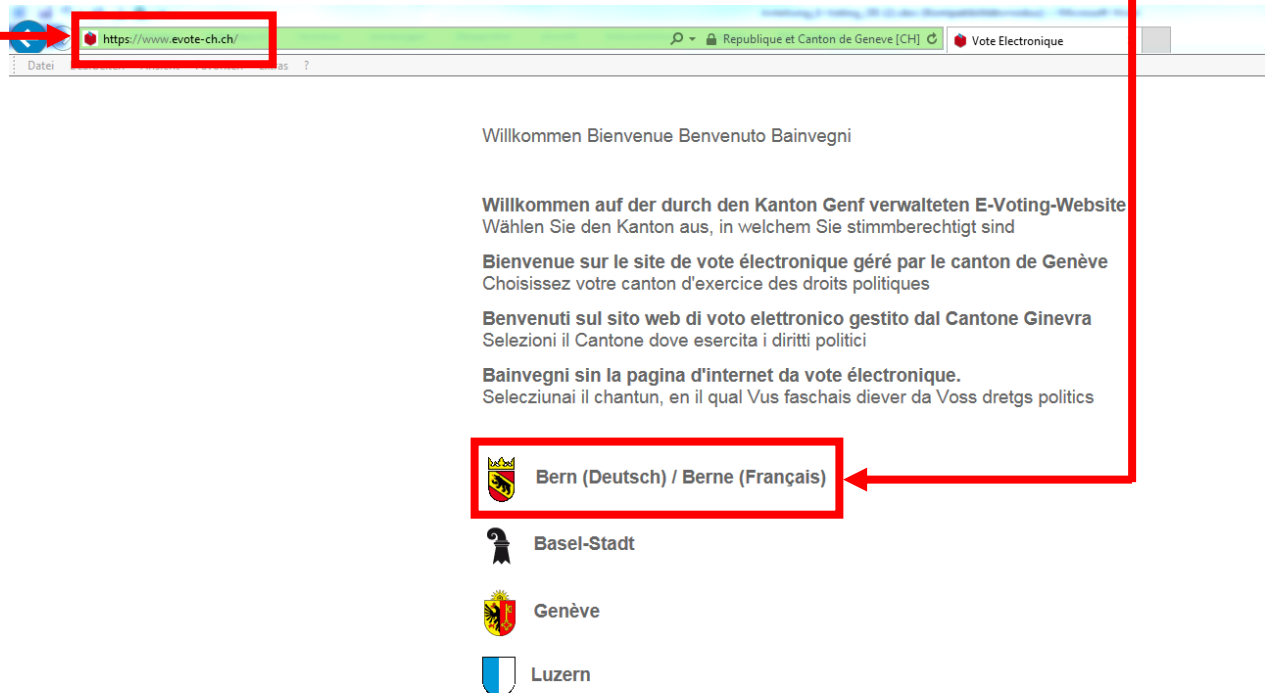 https://www.evote-ch.ch/
Republique et Canton de Geneve [CH]
Vote Electronique
Datei
?
Willkommen Bienvenue Benvenuto Bainvegni
Willkommen auf der durch den Kanton Genf verwalteten E-Voting-Website
Wählen Sie den Kanton aus, in welchem Sie stimmberechtigt sind
Bienvenue sur le site de vote électronique géré par le canton de Genève
Choisissez votre canton d'exercice des droits politiques
Benvenuti sul sito web di voto elettronico gestito dal Cantone Ginevra
Selezioni il Cantone dove esercita i diritti politici
Bainvegni sin la pagina d'internet da vote électronique.
Selecziunai il chantun, en il qual Vus faschais diever da Voss dretgs politics
Bern (Deutsch) / Berne (Français)
Basel-Stadt
Genève
Luzern